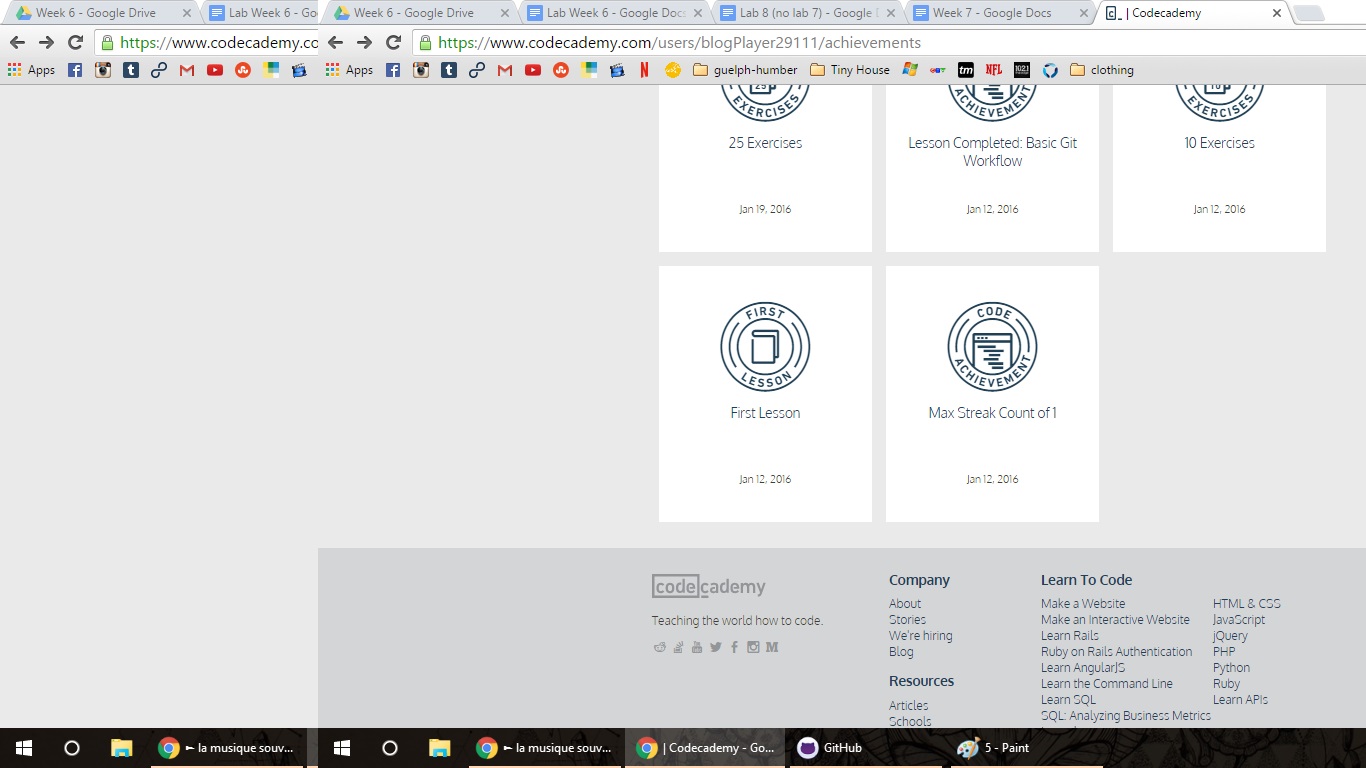 Week 6 - Google Drive
Lab Week 6 - Go
Week 6 - Google Drive
Lab Week 6 - Google Docs
Lab 8 (no lab 7) - Google D
Week 7 - Google Docs
| Codecademy
https://www.codecademy.co
https://www.codecademy.com/users/blogPlayer29111/achievements
Apps
Apps
guelph-humber
Tiny House
tm
NFL
clothing
25
EXERCISES
ACHIEVEMENT
10
EXERCISES
25 Exercises
Lesson Completed: Basic Git
Workflow
10 Exercises
Jan 19, 2016
Jan 12, 2016
Jan 12, 2016
FIRST
LESSON
CODE
ACHIEVEMENT
First Lesson
Max Streak Count of 1
Jan 12, 2016
Jan 12, 2016
codecademy
Teaching the world how to code.
Company
About
Stories
We're hiring
Blog
Resources
Articles
Schools
Learn To Code
Make a Website
Make an Interactive Website
Learn Rails
Ruby on Rails Authentication
Learn AngularJS
Learn the Command Line
Learn SQL
SQL: Analyzing Business Metrics
HTML & CSS
JavaScript
jQuery
PHP
Python
Ruby
Learn APIs
la musique souv...
la musique souv...
| Codecademy - Go...
GitHub
5 - Paint